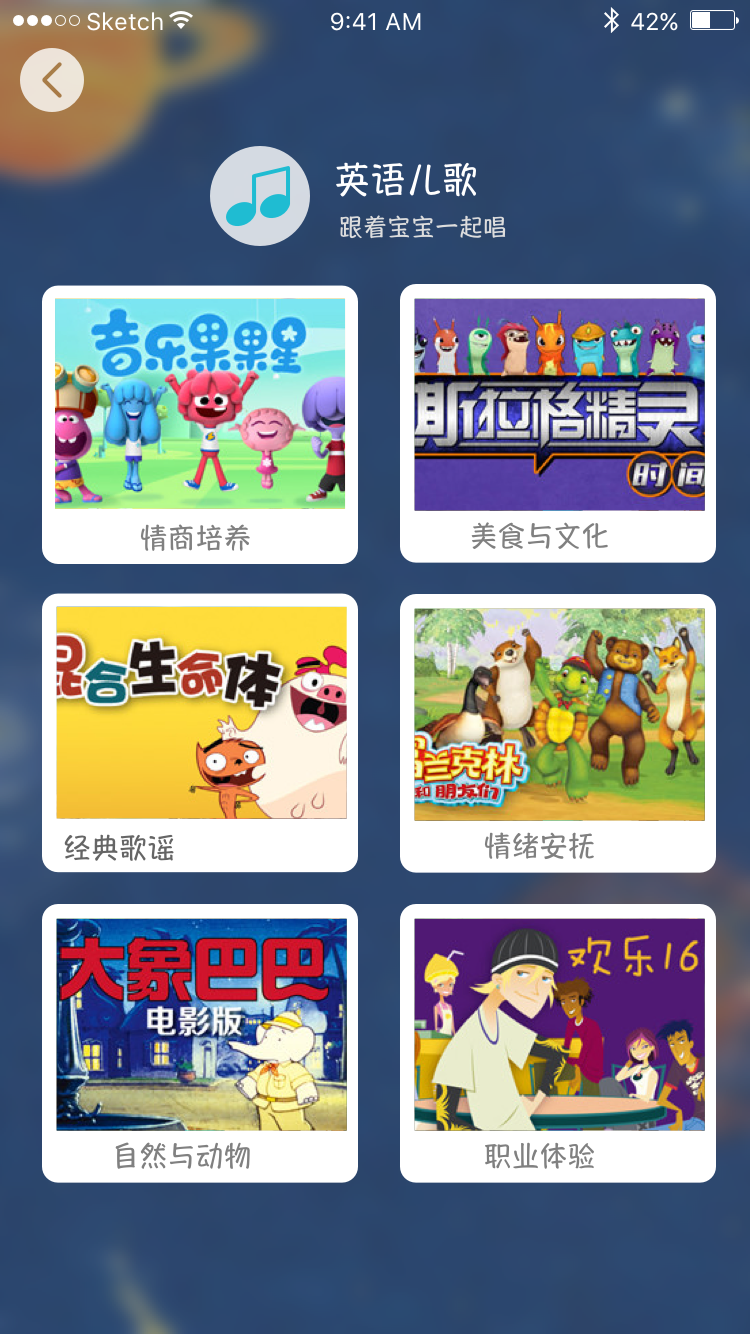 Sketch 9:41 AM 42%
英语儿歌
跟着宝宝一起唱
音乐果果星
情商培养
斯拉格精灵
时间
美食与文化
混合生命体
经典歌谣
富兰克林
和朋友们
情绪安抚
大象巴巴
电影版
自然与动物
欢乐16
职业体验